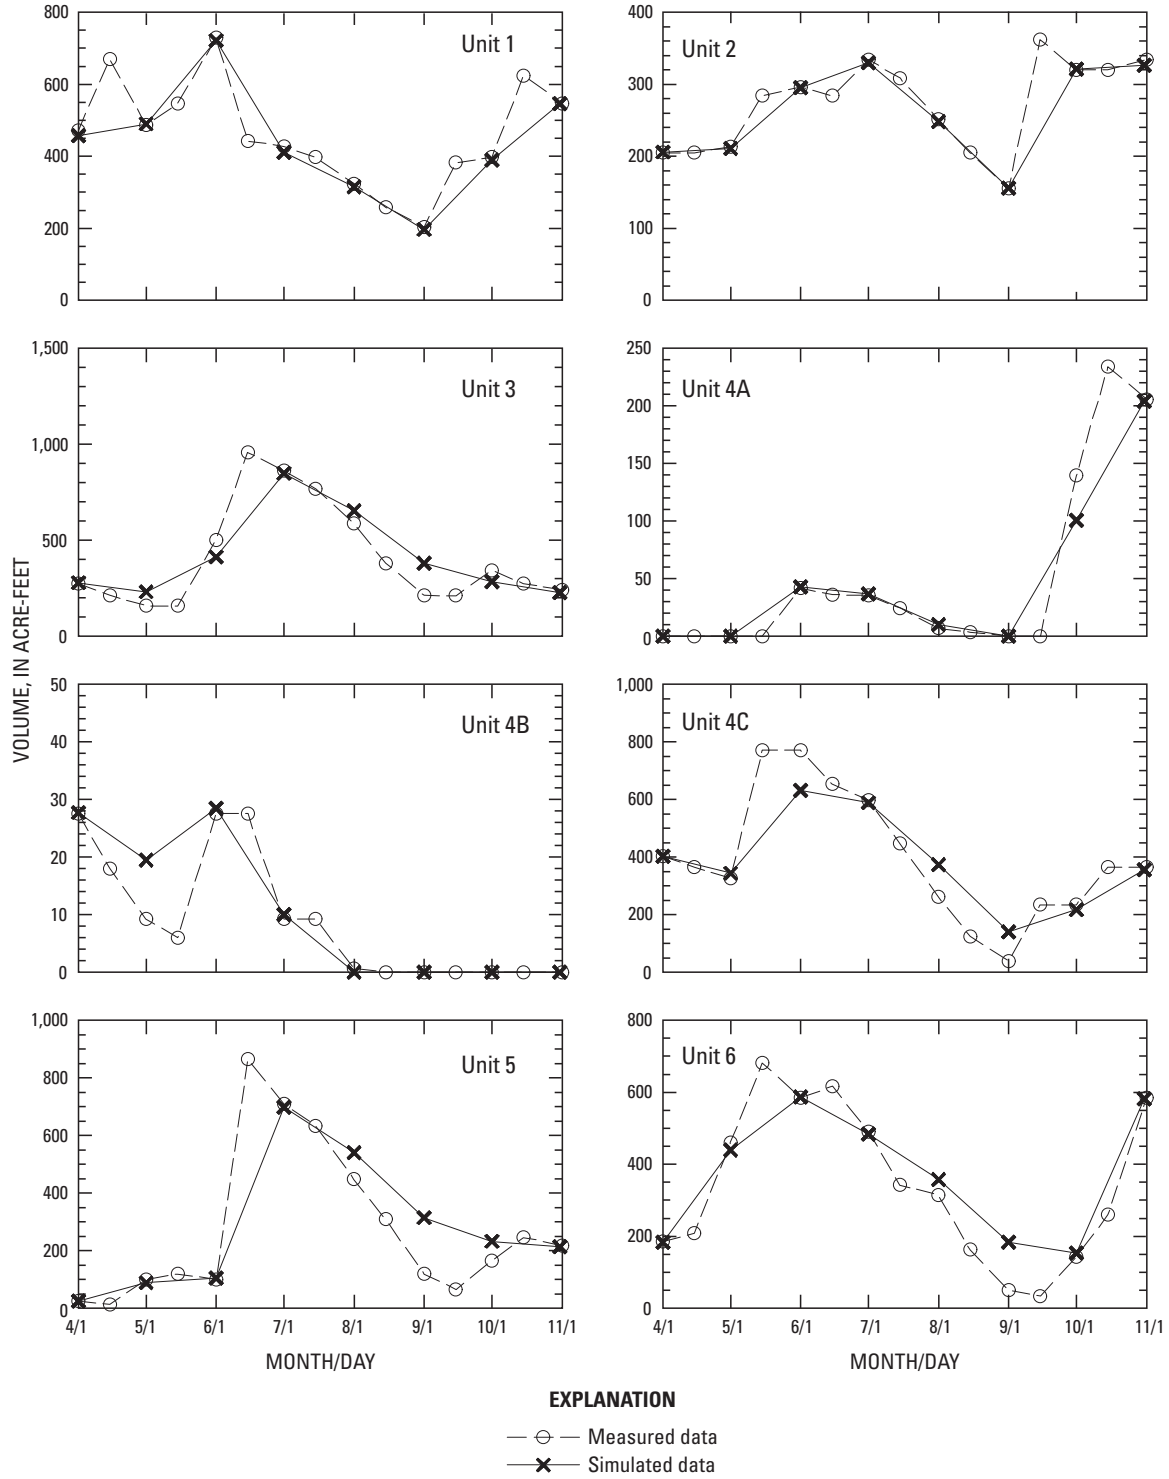 800
600
400
200
0
Unit 1
400
300
200
100
0
Unit 2
1,500
1,000
500
0
Unit 3
250
200
150
100
50
0
Unit 4A
VOLUME, IN ACRE-FEET
50
40
30
20
10
0
Unit 4B
1,000
800
600
400
200
0
Unit 4C
1,000
800
600
400
200
0
Unit 5
4/1 5/1 6/1 7/1 8/1 9/1 10/1 11/1
MONTH/DAY
800
600
400
200
0
Unit 6
4/1 5/1 6/1 7/1 8/1 9/1 10/1 11/1
MONTH/DAY
EXPLANATION
Measured data
Simulated data